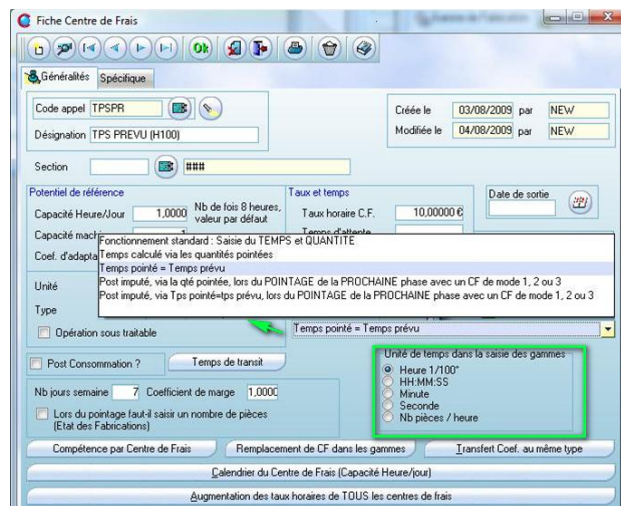 Fiche Centre de Frais
Ok
Généralités Spécifique
Code appel TPSPR
Créée le 03/08/2009 par NEW
Désignation TPS PREVU (H100)
Modifiée le 04/08/2009 par NEW
Section ###
Potentiel de référence
Taux et temps
Date de sortie
Capacité Heure/Jour 1,0000 Nb de fois 8 heures, valeur par défaut
Taux horaire C.F. 10,00000 €
Capacité mach
Temps d'attente
Coef. d'adapta
Fonctionnement standard : Saisie du TEMPS et QUANTITE
Temps calculé via les quantités pointées
Temps pointé = Temps prévu
Post imputé, via la qté pointée, lors du POINTAGE de la PROCHAINE phase avec un CF de mode 1, 2 ou 3
Post imputé, via Tps pointé=tps prévu, lors du POINTAGE de la PROCHAINE phase avec un CF de mode 1, 2 ou 3
Unité
Type
Opération sous traitable
Temps pointé = Temps prévu
Post Consommation ? Temps de transit
Unité de temps dans la saisie des gammes
Heure 1/100°
HH:MM:SS
Minute
Seconde
Nb pièces / heure
Nb jours semaine 7 Coefficient de marge 1,0000
Lors du pointage faut-il saisir un nombre de pièces
(Etat des Fabrications)
Compétence par Centre de Frais Remplacement de CF dans les gammes Transfert Coef. au même type
Calendrier du Centre de Frais (Capacité Heure/jour)
Augmentation des taux horaires de TOUS les centres de frais